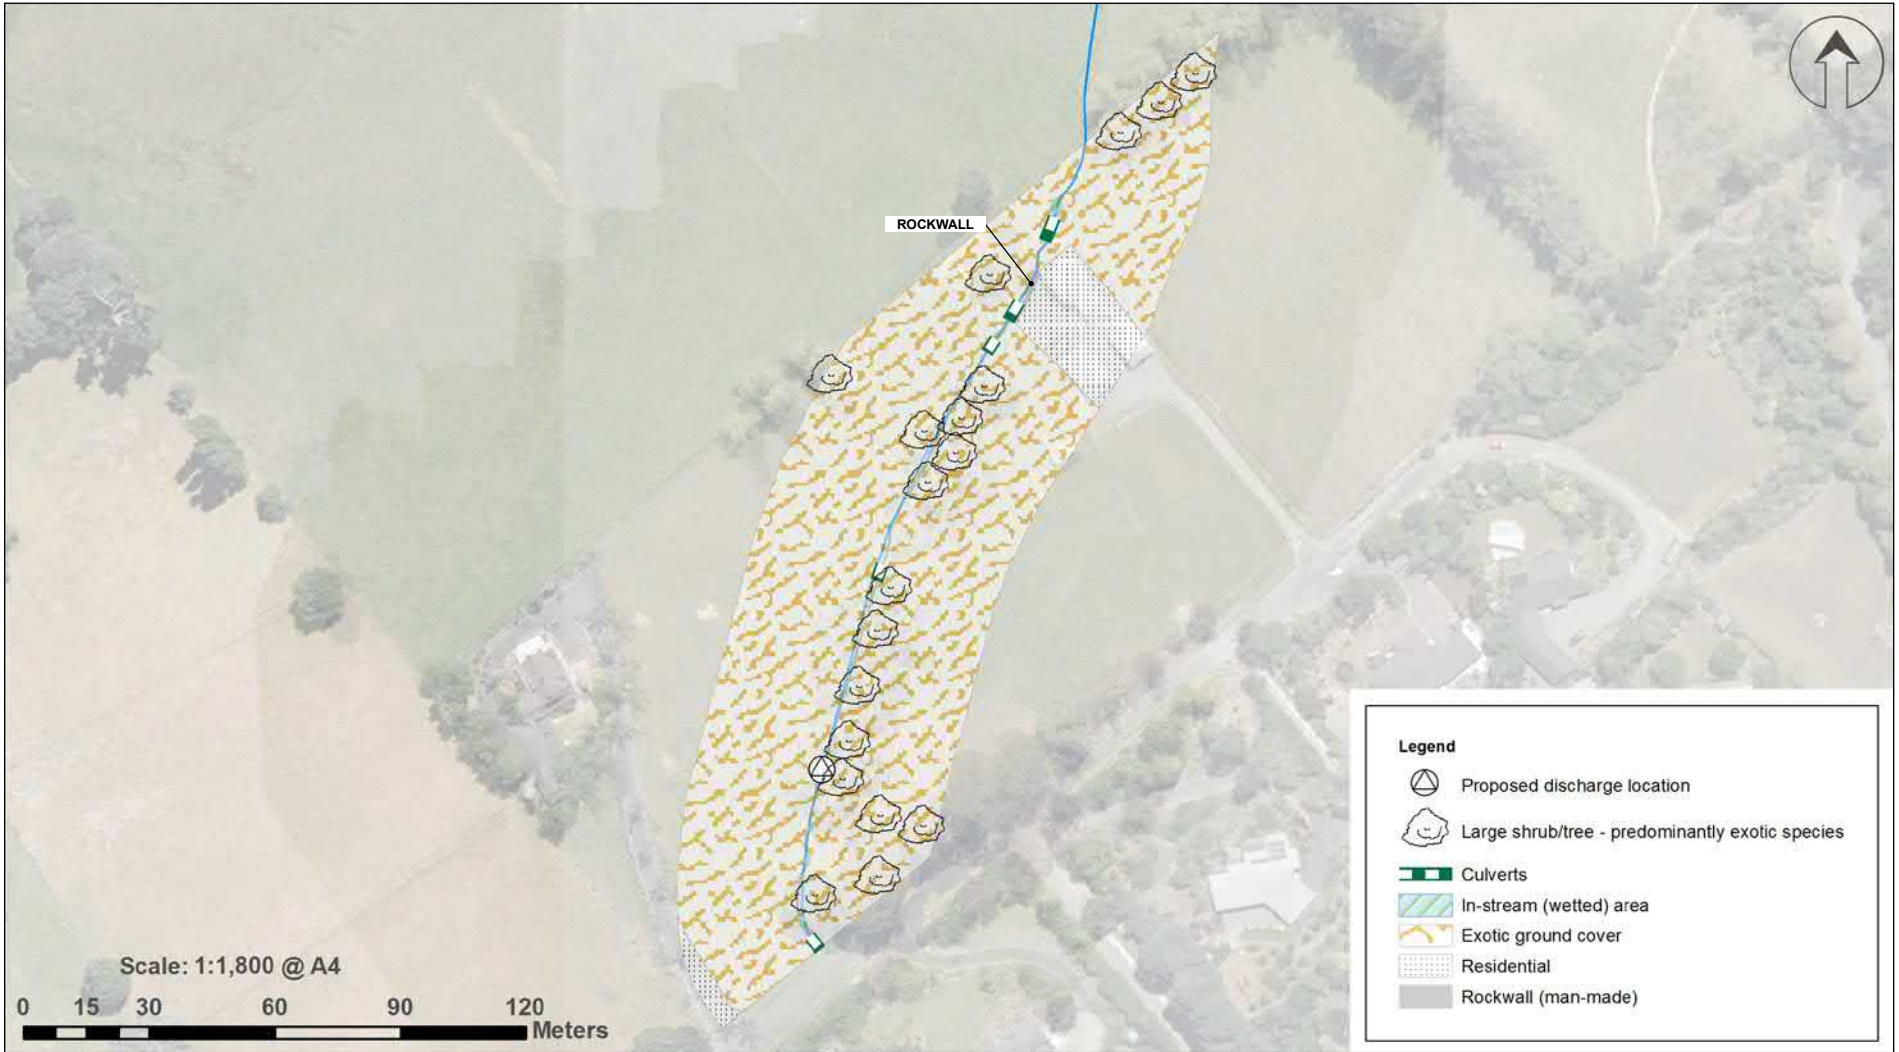 ROCKWALL
Legend
Proposed discharge location
Large shrub/tree - predominantly exotic species
Culverts
In-stream (wetted) area
Exotic ground cover
Residential
Rockwall (man-made)
Scale: 1:1,800 @ A4
0 15 30 60 90 120
Meters